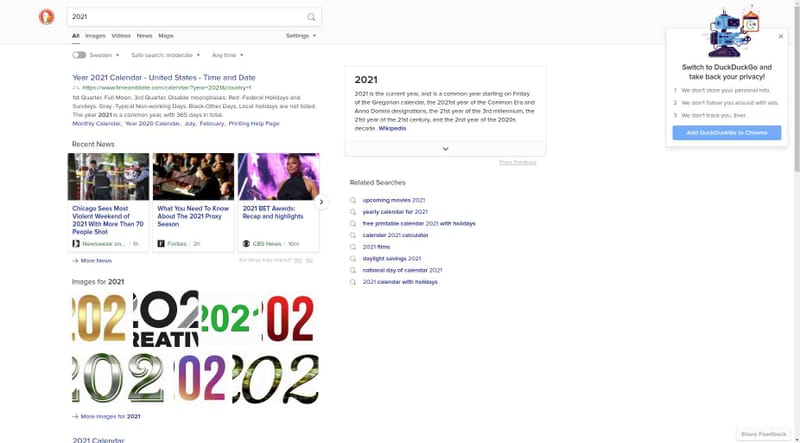 2021
All Images Videos News Maps Settings
Sweden Safe search: moderate Any time
Year 2021 Calendar - United States - Time and Date
https://www.timeanddate.com/calendar/?year=2021&country=1
1st Quarter. Full Moon. 3rd Quarter. Disable moonphases. Red-Federal Holidays and
Sundays. Gray-Typical Non-working Days. Black-Other Days. Local holidays are not listed.
The year 2021 is a common year, with 365 days in total.
Monthly Calendar, Year 2020 Calendar, July, February, Printing Help Page
Recent News
Chicago Sees Most
Violent Weekend of
2021 With More Than 70
People Shot
Newsweek on... 1h
What You Need To Know
About The 2021 Proxy
Season
Forbes 2h
2021 BET Awards:
Recap and highlights
CBS News 10m
More News
Are these links helpful? Yes No
Images for 2021
202
202
REATIV
2021
02
202
02
202
More Images for 2021
2021 Calendar
2021
2021 is the current year, and is a common year starting on Friday
of the Gregorian calendar, the 2021st year of the Common Era and
Anno Domini designations, the 21st year of the 3rd millennium, the
21st year of the 21st century, and the 2nd year of the 2020s
decade. Wikipedia
Share Feedback
Related Searches
upcoming movies 2021
yearly calendar for 2021
free printable calendar 2021 with holidays
calendar 2021 calculator
2021 films
daylight savings 2021
national day of calendar 2021
2021 calendar with holidays
Switch to DuckDuckGo and
take back your privacy!
1 We don't store your personal info.
2 We don't follow you around with ads.
3 We don't track you. Ever.
Add DuckDuckGo to Chrome
Share Feedback